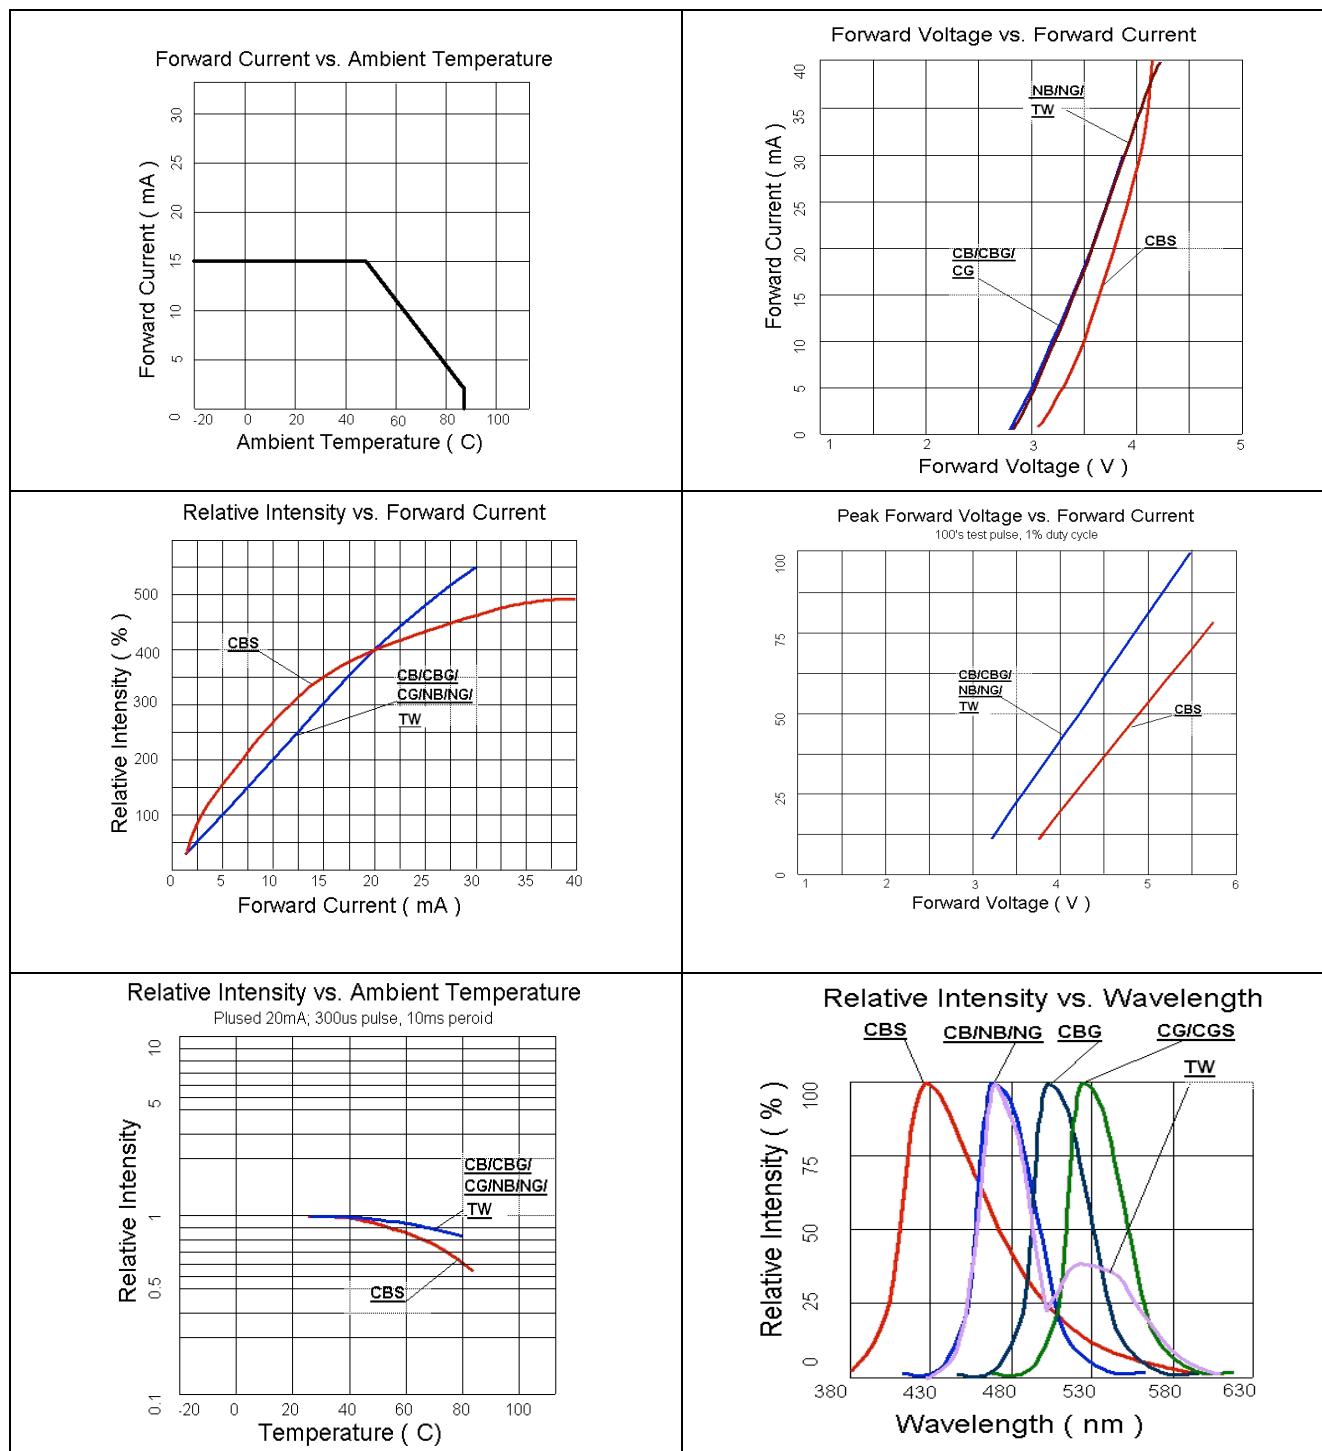 Forward Current vs. Ambient Temperature
Forward Current ( mA )
30
25
20
15
10
5
0
-20 0 20 40 60 80 100
Ambient Temperature ( C)
Forward Voltage vs. Forward Current
Forward Current ( mA )
40
35
30
25
20
15
10
5
0
NB/NG/
TW
CB/CBG/
CG
CBS
1 2 3 4 5
Forward Voltage ( V )
Relative Intensity vs. Forward Current
Relative Intensity ( % )
500
400
300
200
100
CBS
CB/CBG/
CG/NB/NG/
TW
0 5 10 15 20 25 30 35 40
Forward Current ( mA )
Peak Forward Voltage vs. Forward Current
100's test pulse, 1% duty cycle
Forward Current ( mA )
100
75
50
25
0
CB/CBG/
NB/NG/
TW
CBS
1 2 3 4 5 6
Forward Voltage ( V )
Relative Intensity vs. Ambient Temperature
Plused 20mA; 300us pulse, 10ms peroid
Relative Intensity
10
5
1
0.5
0.1
CB/CBG/
CG/NB/NG/
TW
CBS
-20 0 20 40 60 80 100
Temperature ( C)
Relative Intensity vs. Wavelength
CBS CB/NB/NG CBG CG/CGS
TW
Relative Intensity ( % )
100
75
50
25
0
380 430 480 530 580 630
Wavelength ( nm )